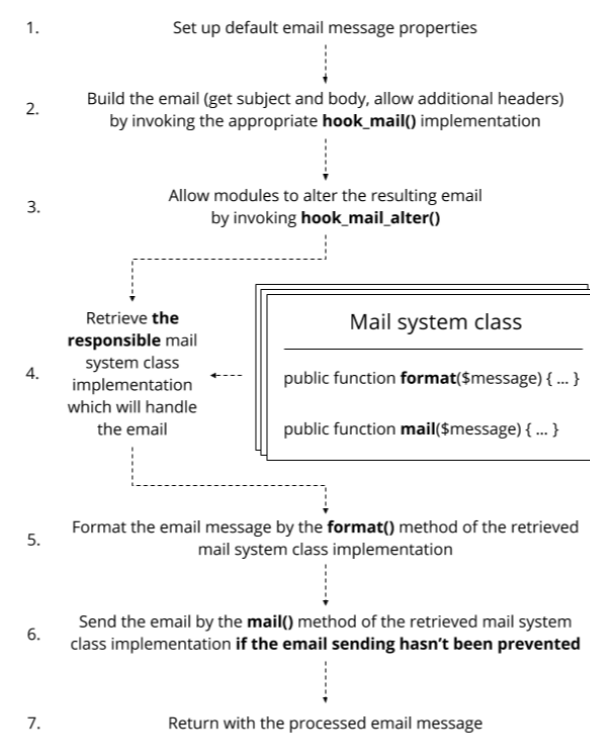 1. Set up default email message properties
2. Build the email (get subject and body, allow additional headers)
by invoking the appropriate hook_mail() implementation
3. Allow modules to alter the resulting email
by invoking hook_mail_alter()
4. Retrieve the
responsible mail
system class
implementation
which will handle
the email
Mail system class
public function format($message) { ... }
public function mail($message) { ... }
5. Format the email message by the format() method of the retrieved
mail system class implementation
6. Send the email by the mail() method of the retrieved mail system
class implementation if the email sending hasn't been prevented
7. Return with the processed email message